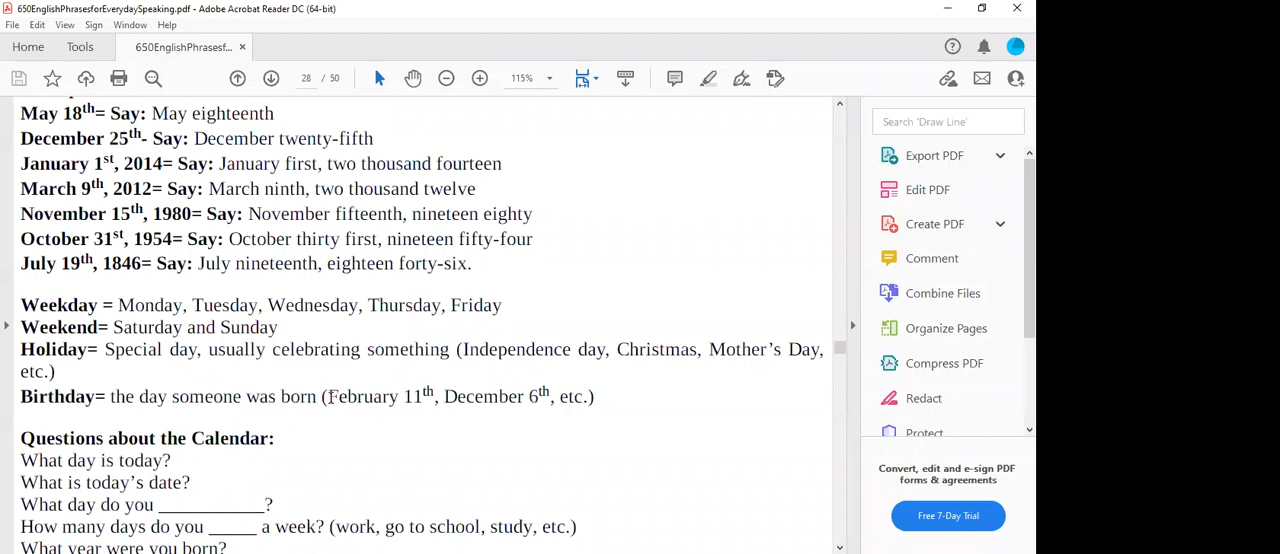 650EnglishPhrasesforEverydaySpeaking.pdf - Adobe Acrobat Reader DC (64-bit)
File Edit View Sign Window Help
Home Tools 650EnglishPhrasesf... ×
28 / 50 115%
May 18th= Say: May eighteenth
December 25th- Say: December twenty-fifth
January 1st, 2014= Say: January first, two thousand fourteen
March 9th, 2012= Say: March ninth, two thousand twelve
November 15th, 1980= Say: November fifteenth, nineteen eighty
October 31st, 1954= Say: October thirty first, nineteen fifty-four
July 19th, 1846= Say: July nineteenth, eighteen forty-six.
Weekday = Monday, Tuesday, Wednesday, Thursday, Friday
Weekend= Saturday and Sunday
Holiday= Special day, usually celebrating something (Independence day, Christmas, Mother’s Day,
etc.)
Birthday= the day someone was born (February 11th, December 6th, etc.)
Questions about the Calendar:
What day is today?
What is today’s date?
What day do you ___________?
How many days do you _____ a week? (work, go to school, study, etc.)
What year were you born?
Search 'Draw Line'
Export PDF
Edit PDF
Create PDF
Comment
Combine Files
Organize Pages
Compress PDF
Redact
Protect
Convert, edit and e-sign PDF
forms & agreements
Free 7-Day Trial